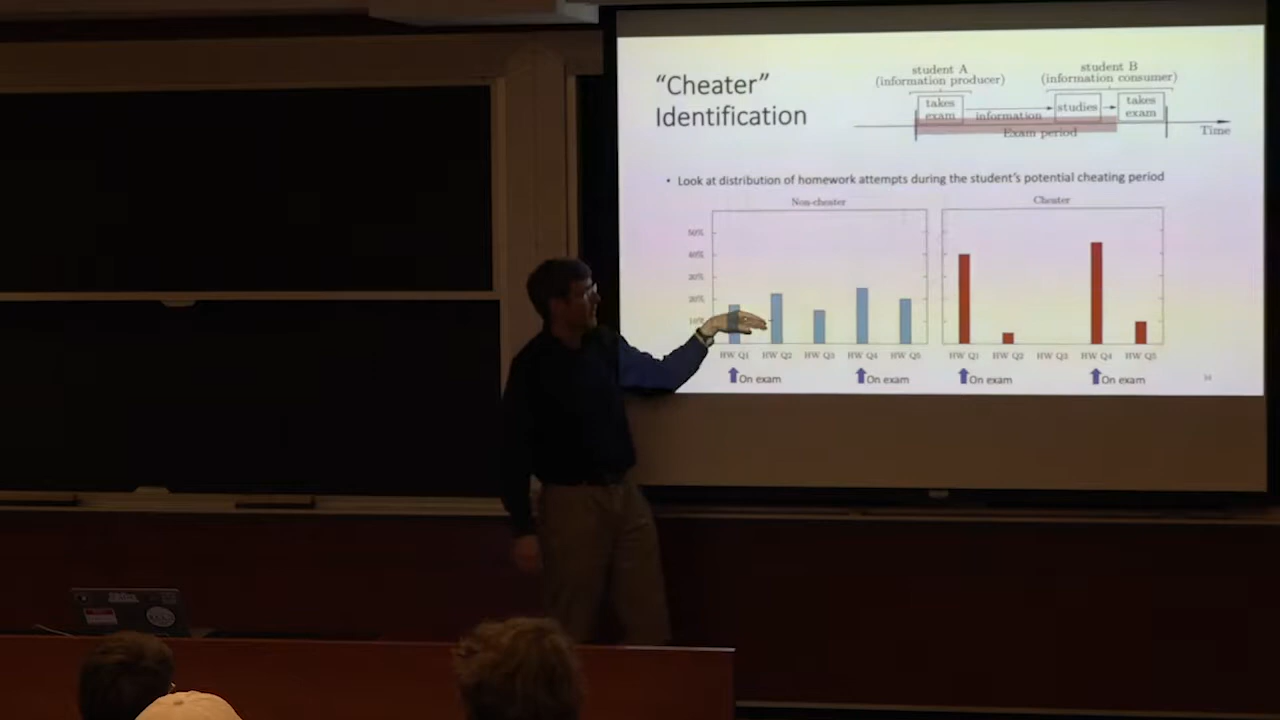 "Cheater"
Identification
student A
(information producer)
student B
(information consumer)
takes
exam
information
studies
takes
exam
Exam period
Time
• Look at distribution of homework attempts during the student's potential cheating period
Non-cheater
Cheater
50%
40%
30%
20%
10%
HW Q1 HW Q2 HW Q3 HW Q4 HW Q5
HW Q1 HW Q2 HW Q3 HW Q4 HW Q5
On exam On exam On exam On exam